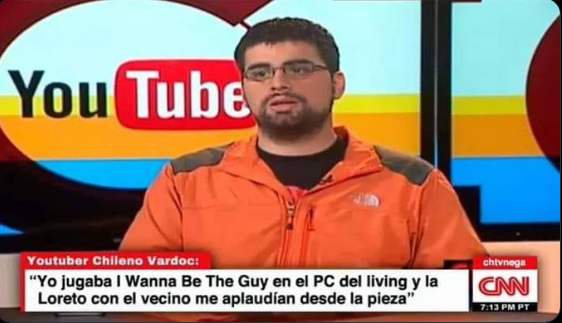 YouTube
Youtuber Chileno Vardoc:
“Yo jugaba I Wanna Be The Guy en el PC del living y la
Loreto con el vecino me aplaudían desde la pieza”
chtvnega
CNN
7:13 PM PT